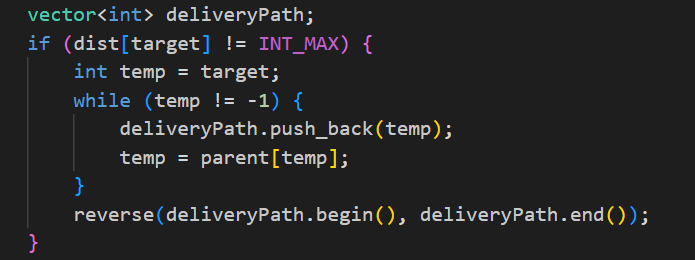 vector<int> deliveryPath;
if (dist[target] != INT_MAX) {
    int temp = target;
    while (temp != -1) {
        deliveryPath.push_back(temp);
        temp = parent[temp];
    }
    reverse(deliveryPath.begin(), deliveryPath.end());
}